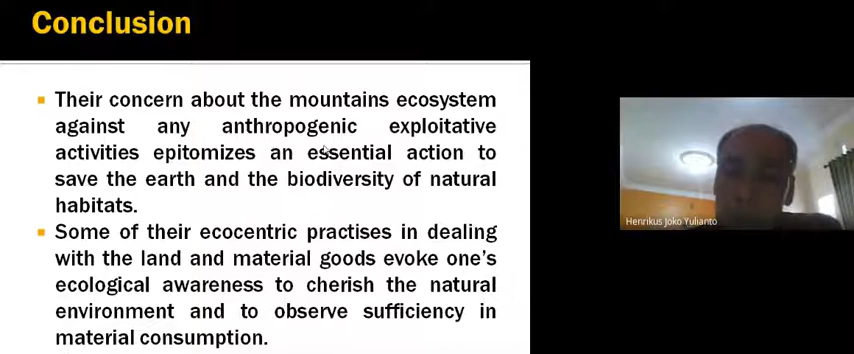 Conclusion
Their concern about the mountains ecosystem
against any anthropogenic exploitative
activities epitomizes an essential action to
save the earth and the biodiversity of natural
habitats.
Some of their ecocentric practises in dealing
with the land and material goods evoke one's
ecological awareness to cherish the natural
environment and to observe sufficiency in
material consumption.
Henrikus Joko Yulianto